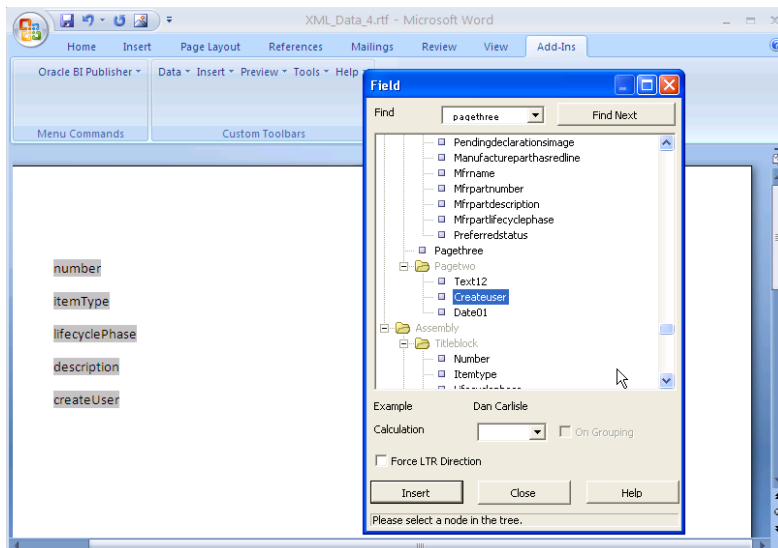 XML_Data_4.rtf - Microsoft Word
Home Insert Page Layout References Mailings Review View Add-Ins
Oracle BI Publisher Data Insert Preview Tools Help
Menu Commands Custom Toolbars
Field
Find pagethree Find Next
Pendingdeclarationsimage
Manufactureparthasredline
Mfrname
Mfrpartnumber
Mfrpartdescription
Mfrpartlifecyclephase
Preferredstatus
Pagethree
Pagetwo
Text12
Createuser
Date01
Assembly
Titleblock
Number
Itemtype
Lifecyclephase
number
itemType
lifecyclePhase
description
createUser
Example Dan Carlisle
Calculation On Grouping
Force LTR Direction
Insert Close Help
Please select a node in the tree.